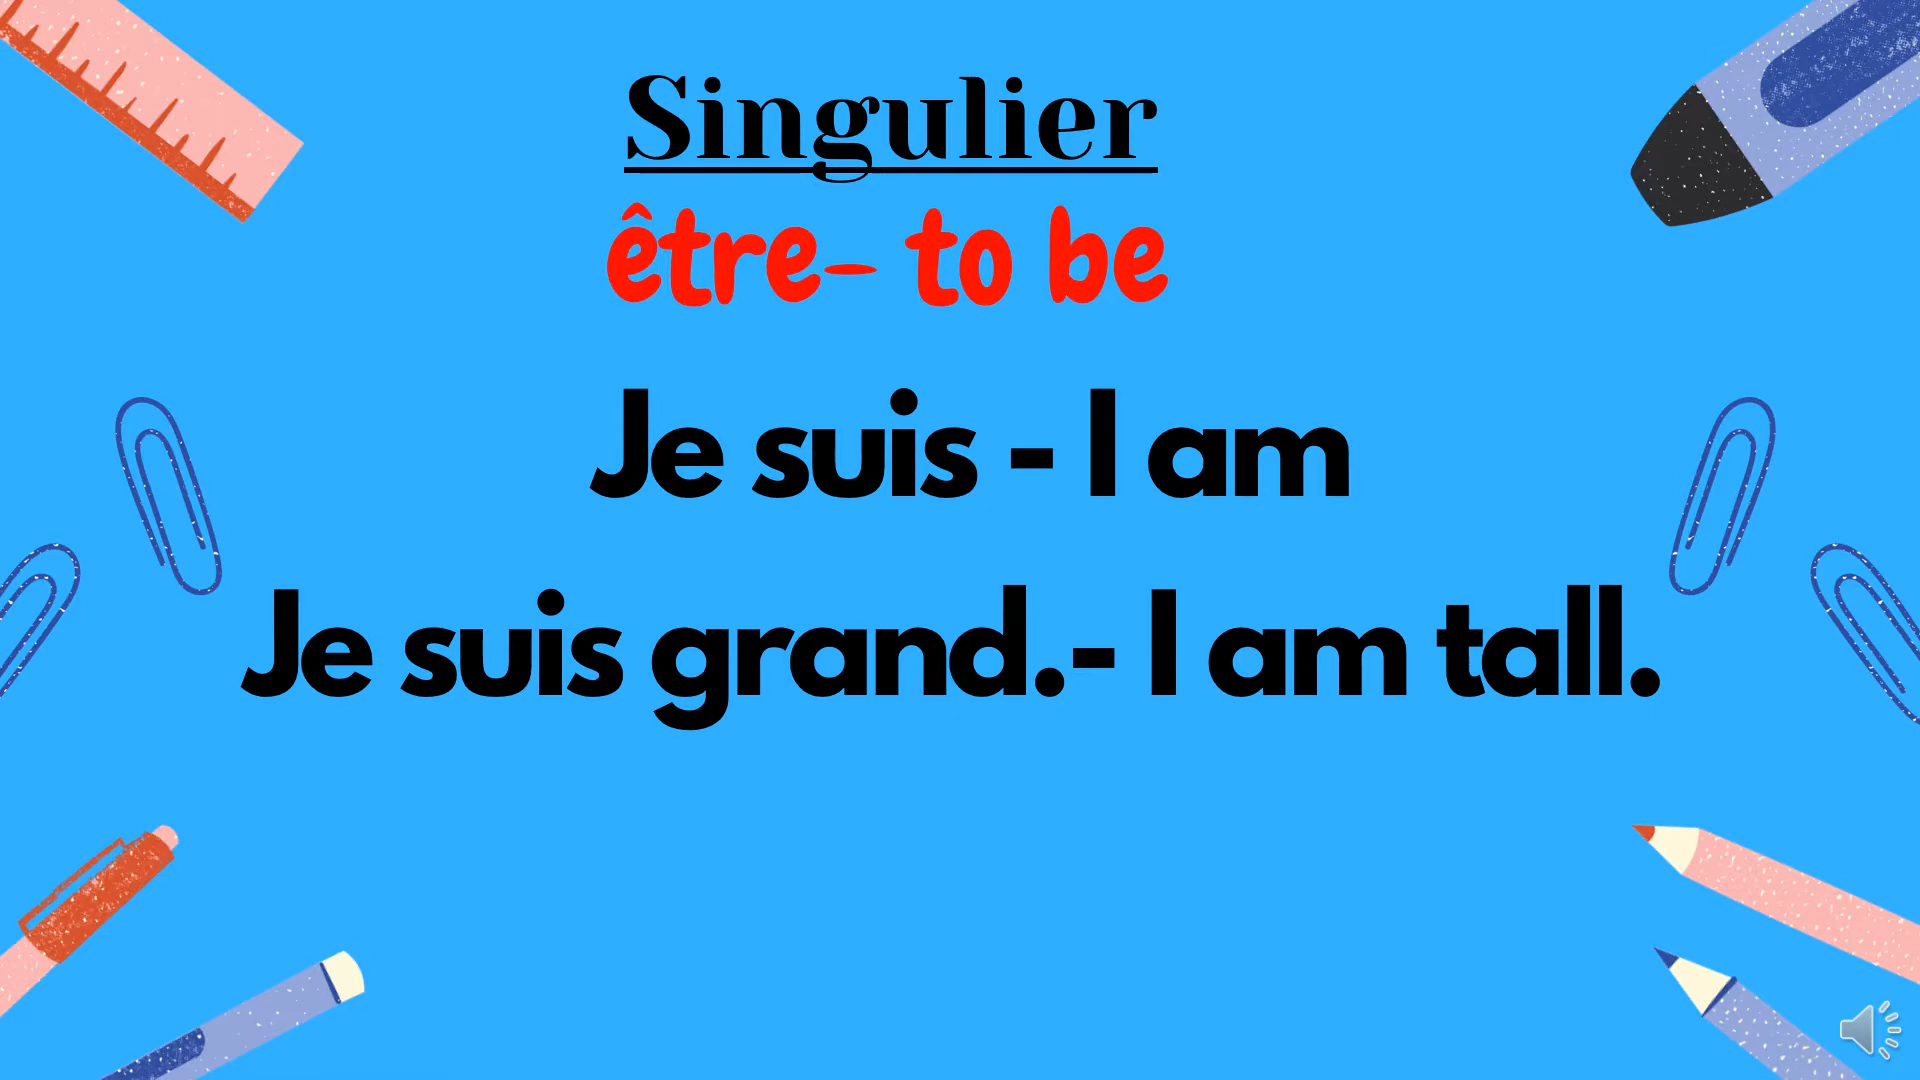 Singulier
être- to be
Je suis - I am
Je suis grand.- I am tall.